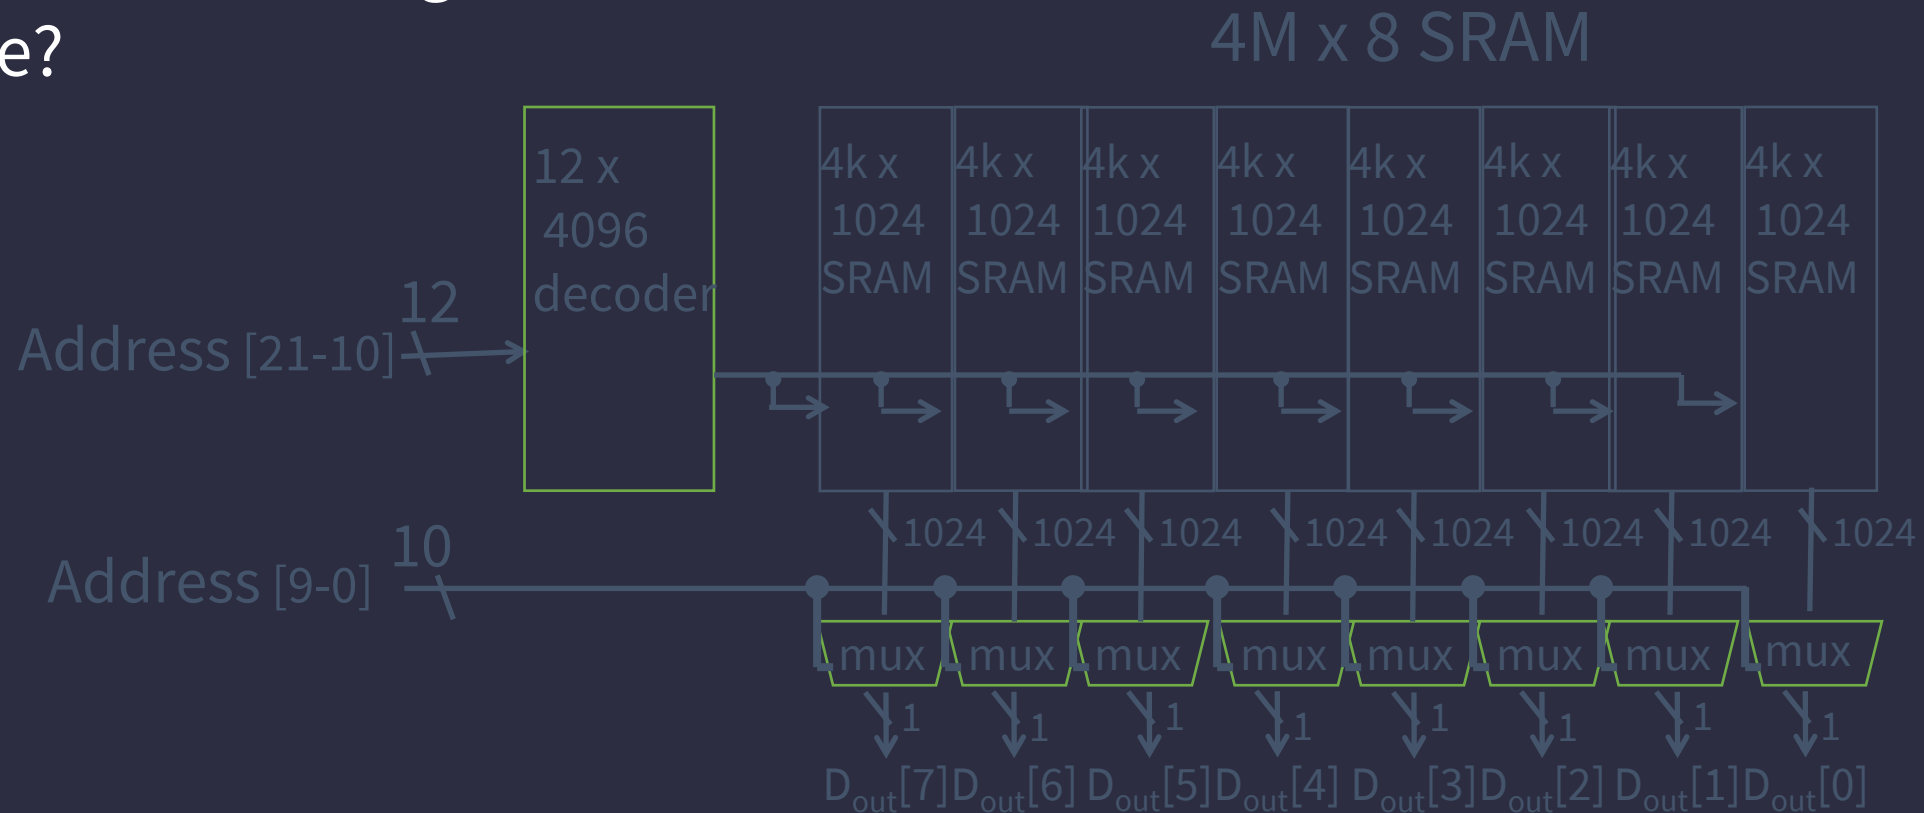 e?
4M x 8 SRAM
12 x
4096
decoder
4k x
1024
SRAM
4k x
1024
SRAM
4k x
1024
SRAM
4k x
1024
SRAM
4k x
1024
SRAM
4k x
1024
SRAM
4k x
1024
SRAM
4k x
1024
SRAM
12
Address [21-10]
1024
1024
1024
1024
1024
1024
1024
1024
10
Address [9-0]
mux
mux
mux
mux
mux
mux
mux
mux
1
1
1
1
1
1
1
1
Dout[7]
Dout[6]
Dout[5]
Dout[4]
Dout[3]
Dout[2]
Dout[1]
Dout[0]